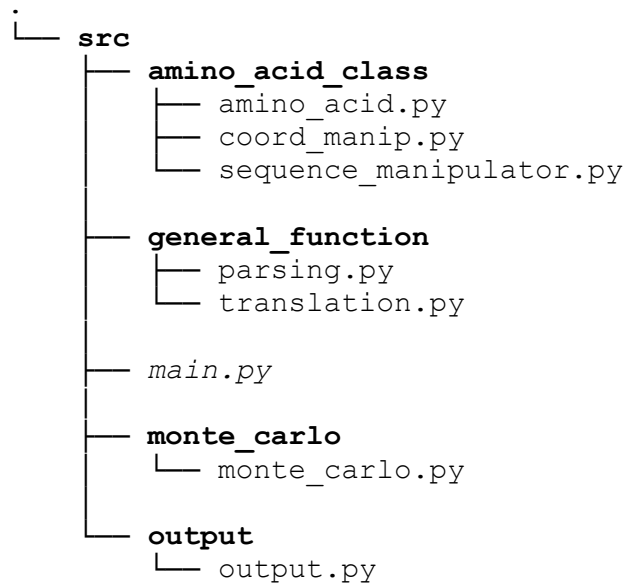 .
└── src
    ├── amino_acid_class
    │   ├── amino_acid.py
    │   ├── coord_manip.py
    │   └── sequence_manipulator.py
    │
    ├── general_function
    │   ├── parsing.py
    │   └── translation.py
    │
    ├── main.py
    │
    ├── monte_carlo
    │   └── monte_carlo.py
    │
    └── output
        └── output.py